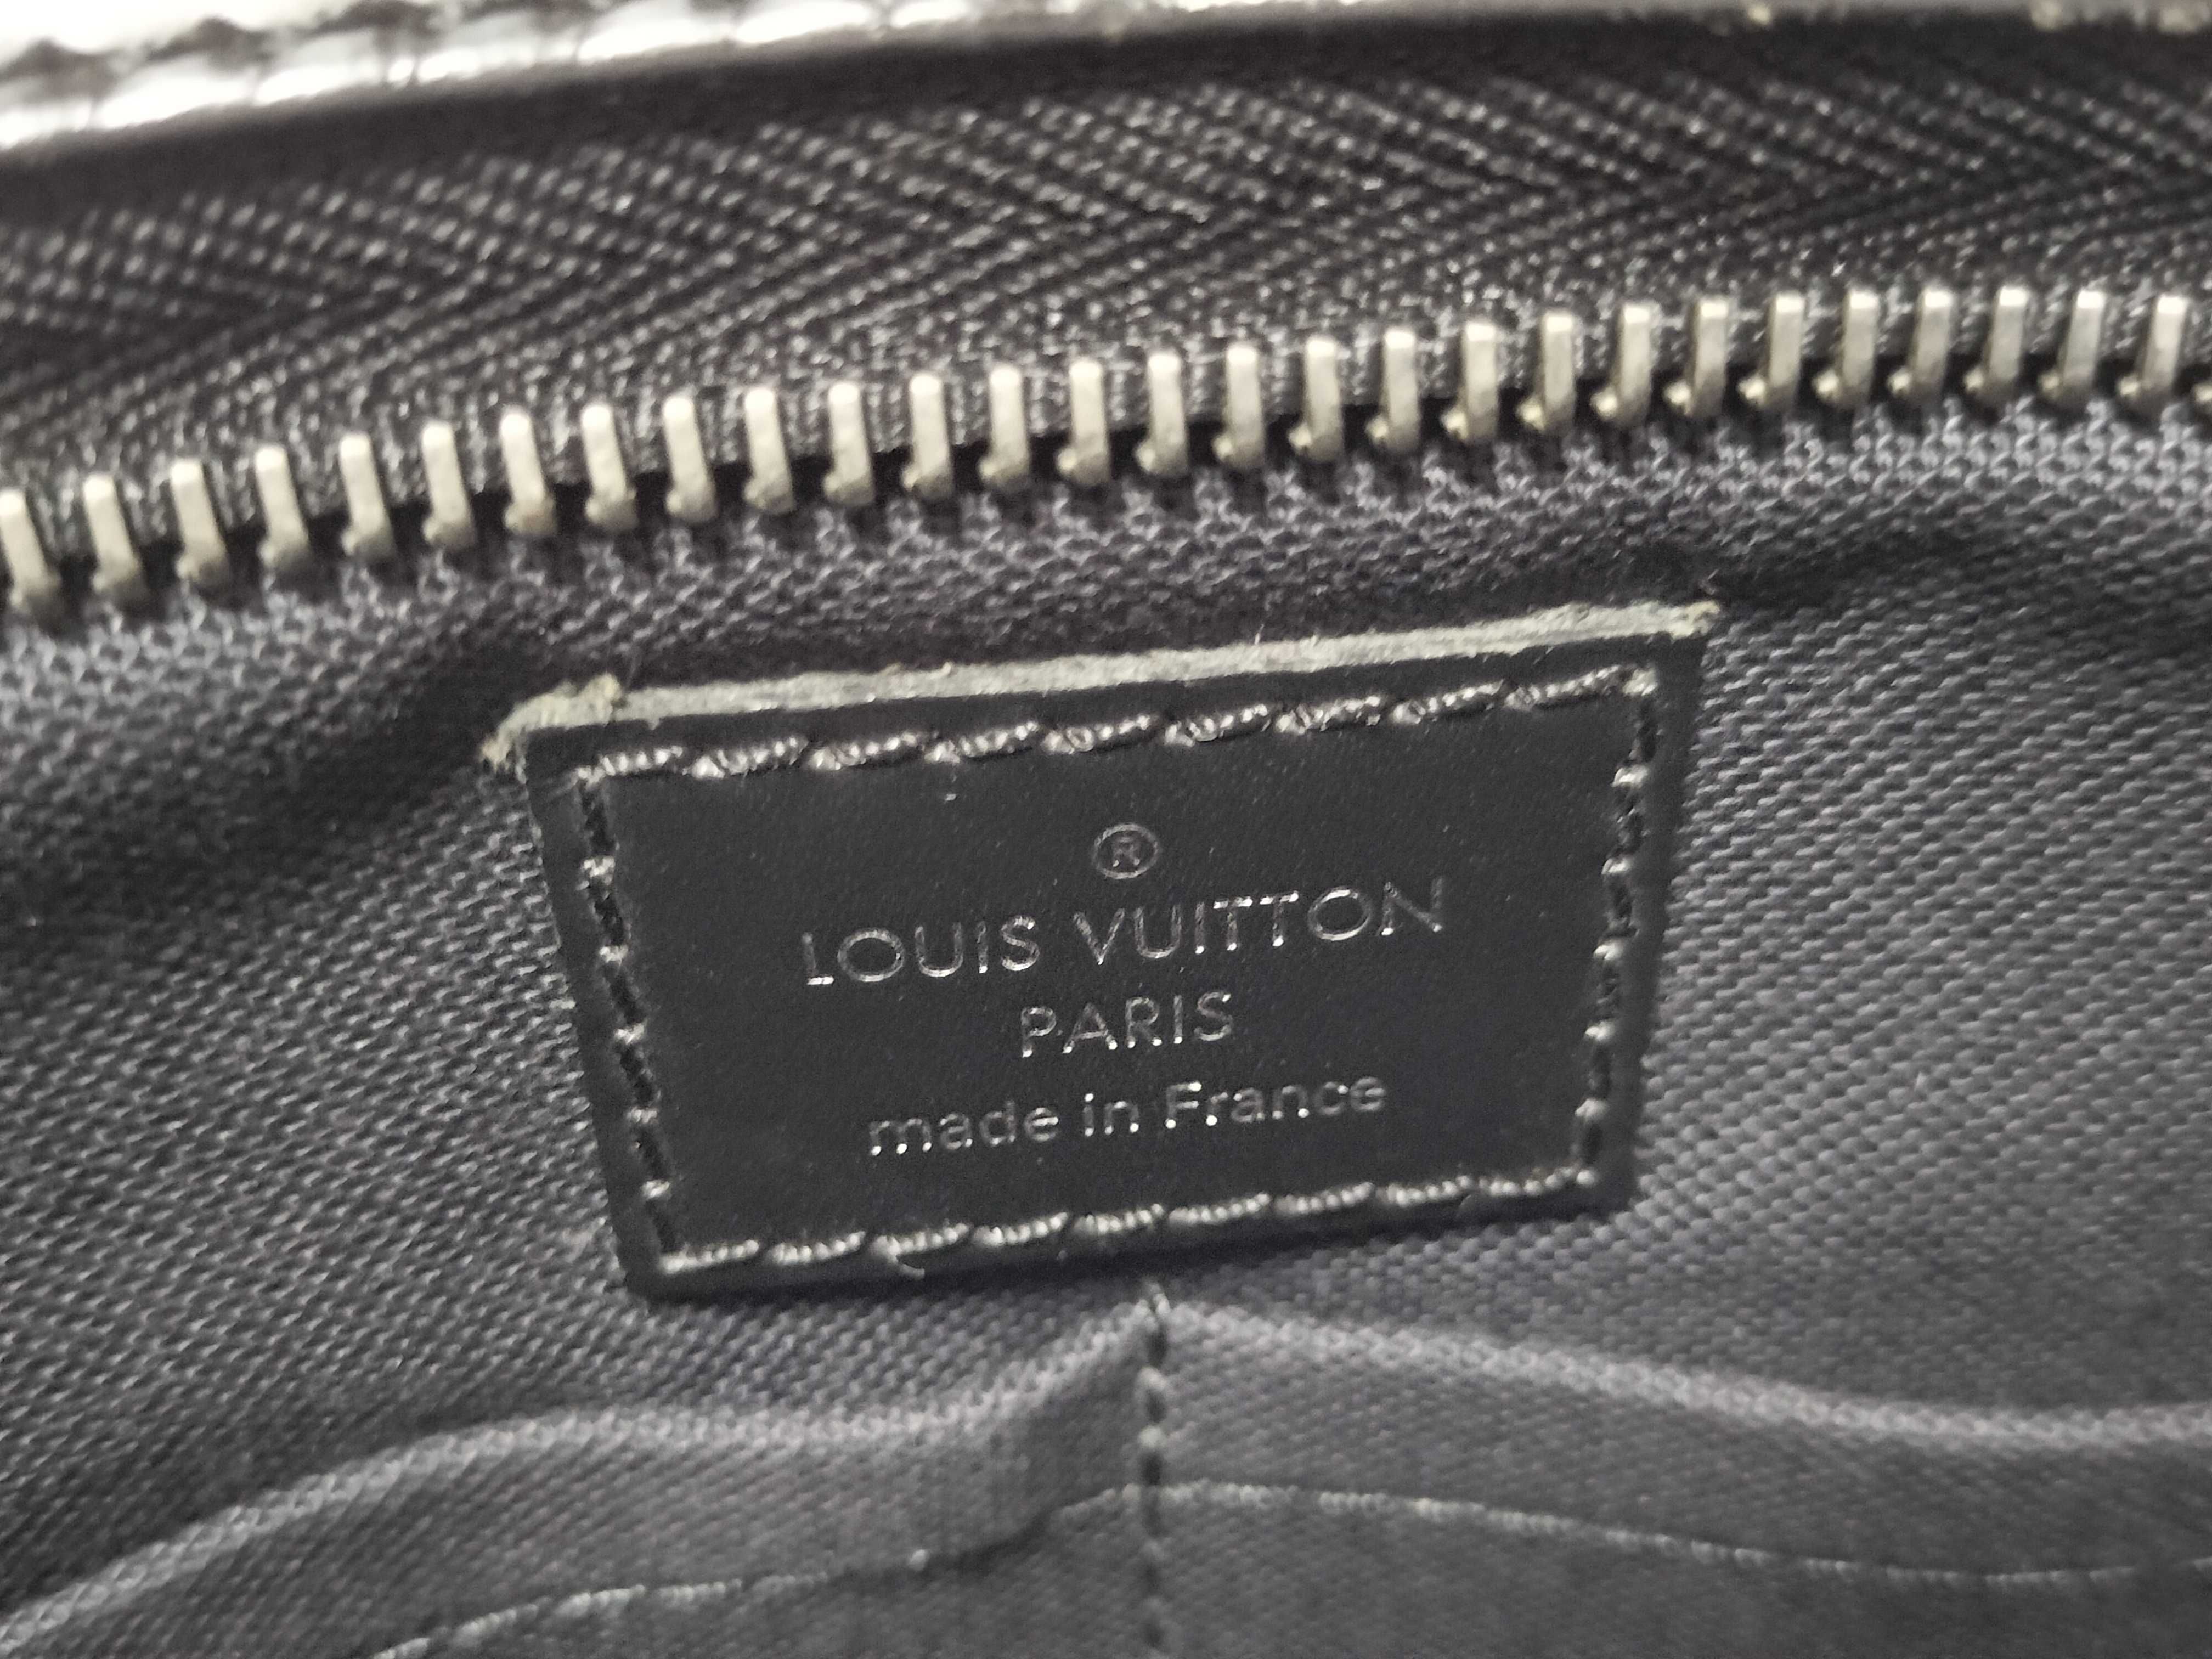 ®
LOUIS VUITTON
PARIS
made in France